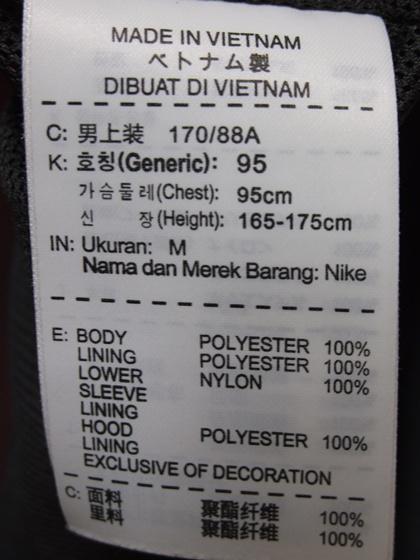 MADE IN VIETNAM
ベトナム製
DIBUAT DI VIETNAM
C: 男上装 170/88A
K: 호칭(Generic): 95
가슴둘레(Chest): 95cm
신 장(Height): 165-175cm
IN: Ukuran: M
Nama dan Merek Barang: Nike
E: BODY POLYESTER 100%
LINING POLYESTER 100%
LOWER NYLON 100%
SLEEVE
LINING
HOOD POLYESTER 100%
LINING
EXCLUSIVE OF DECORATION
C: 面料 聚酯纤维 100%
里料 聚酯纤维 100%